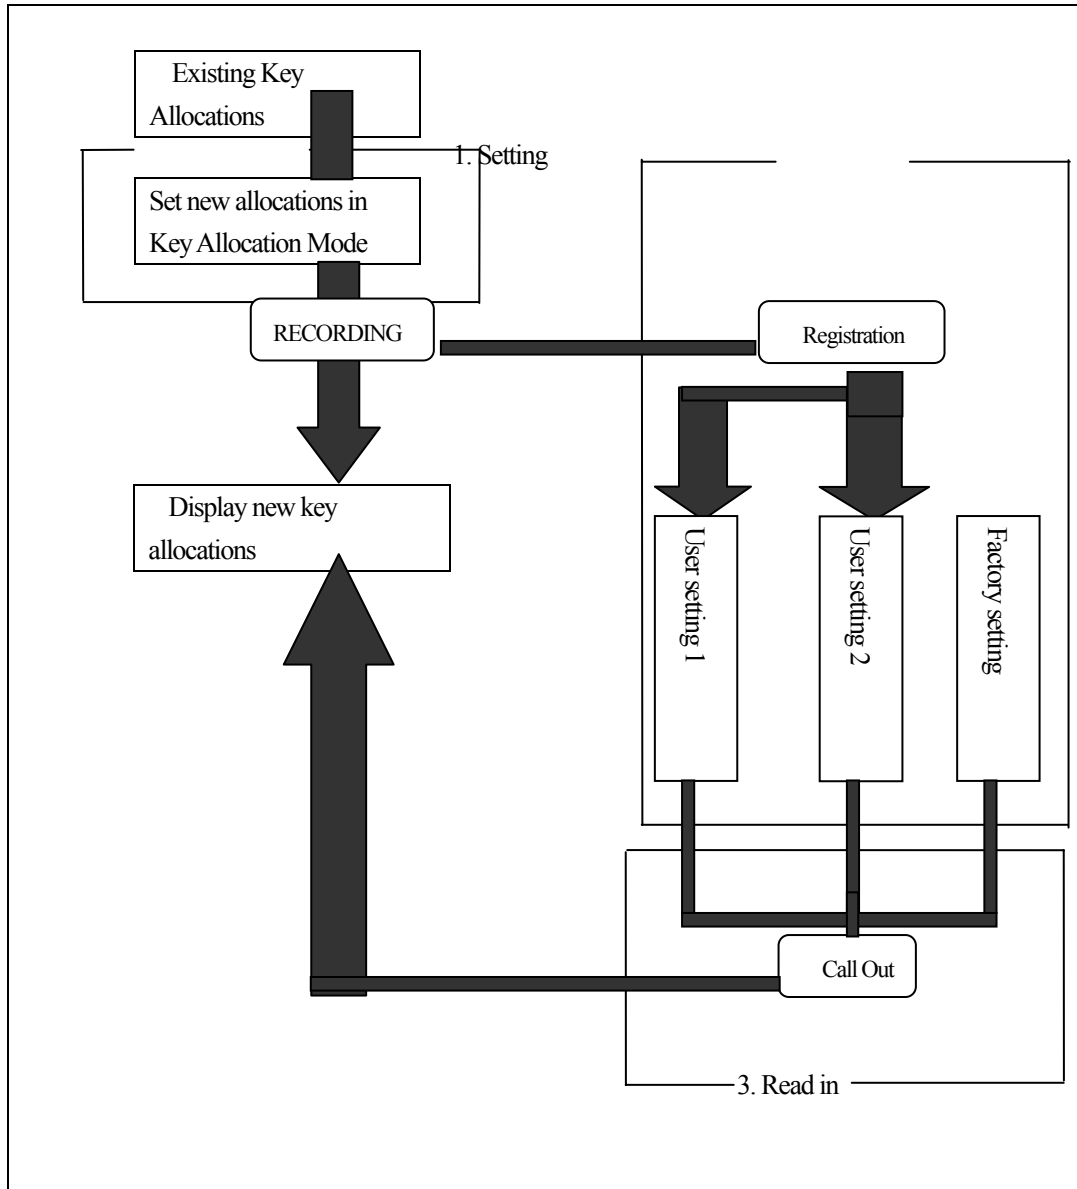 Existing Key
Allocations
1. Setting
Set new allocations in
Key Allocation Mode
RECORDING
Registration
Display new key
allocations
User setting 1
User setting 2
Factory setting
Call Out
3. Read in